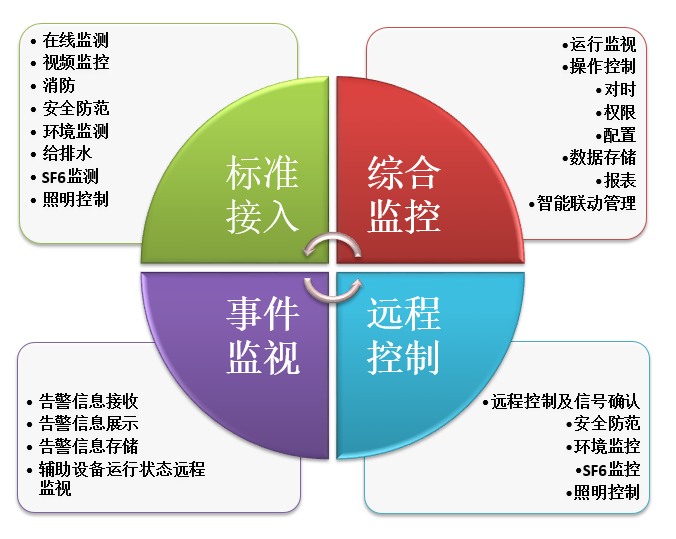 • 在线监测
• 视频监控
• 消防
• 安全防范
• 环境监测
• 给排水
• SF6监测
• 照明控制
•运行监视
•操作控制
•对时
•权限
•配置
•数据存储
•报表
•智能联动管理
标准
接入
综合
监控
事件
监视
远程
控制
• 告警信息接收
• 告警信息展示
• 告警信息存储
• 辅助设备运行状态远程
监视
•远程控制及信号确认
•安全防范
•环境监控
•SF6监控
•照明控制